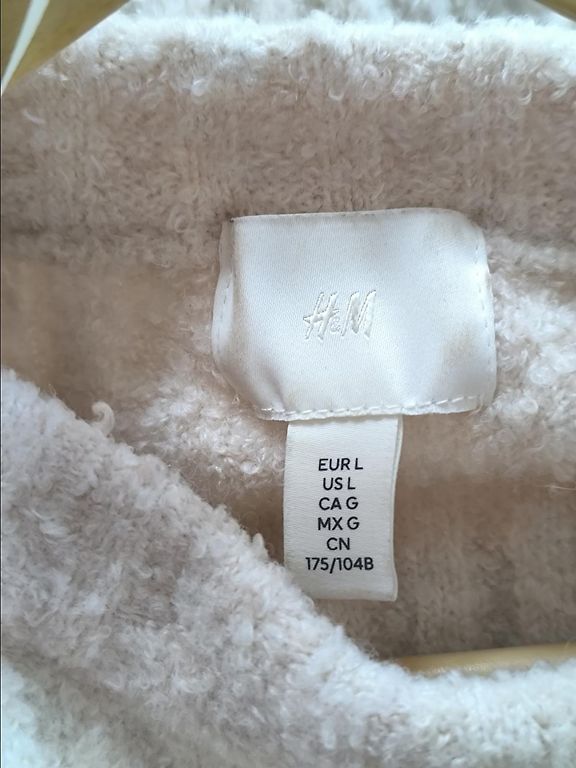 H&M
EUR L
US L
CA G
MX G
CN
175/104B